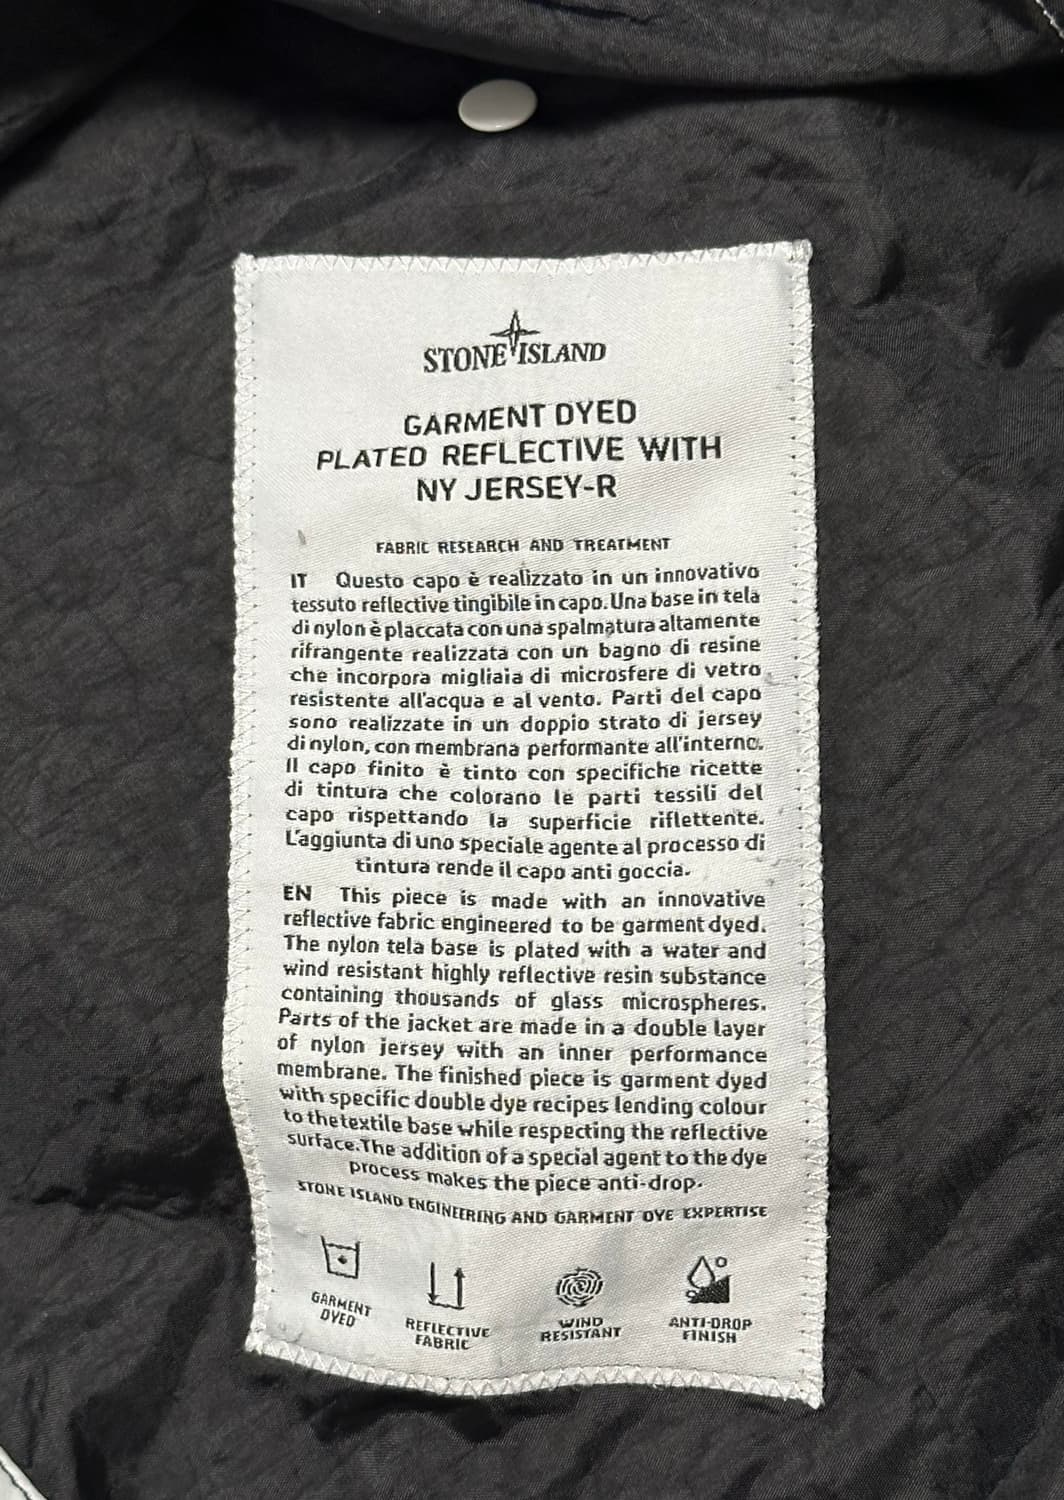 STONE ISLAND
GARMENT DYED
PLATED REFLECTIVE WITH
NY JERSEY-R
FABRIC RESEARCH AND TREATMENT
IT Questo capo è realizzato in un innovativo
tessuto reflective tingibile in capo. Una base in tela
di nylon è placcata con una spalmatura altamente
rifrangente realizzata con un bagno di resine
che incorpora migliaia di microsfere di vetro
resistente all'acqua e al vento. Parti del capo
sono realizzate in un doppio strato di jersey
di nylon, con membrana performante all'interno.
Il capo finito è tinto con specifiche ricette
di tintura che colorano le parti tessili del
capo rispettando la superficie riflettente.
L'aggiunta di uno speciale agente al processo di
tintura rende il capo anti goccia.
EN This piece is made with an innovative
reflective fabric engineered to be garment dyed.
The nylon tela base is plated with a water and
wind resistant highly reflective resin substance
containing thousands of glass microspheres.
Parts of the jacket are made in a double layer
of nylon jersey with an inner performance
membrane. The finished piece is garment dyed
with specific double dye recipes lending colour
to the textile base while respecting the reflective
surface. The addition of a special agent to the dye
process makes the piece anti-drop.
STONE ISLAND ENGINEERING AND GARMENT DYE EXPERTISE
GARMENT
DYED
REFLECTIVE
FABRIC
WIND
RESISTANT
ANTI-DROP
FINISH